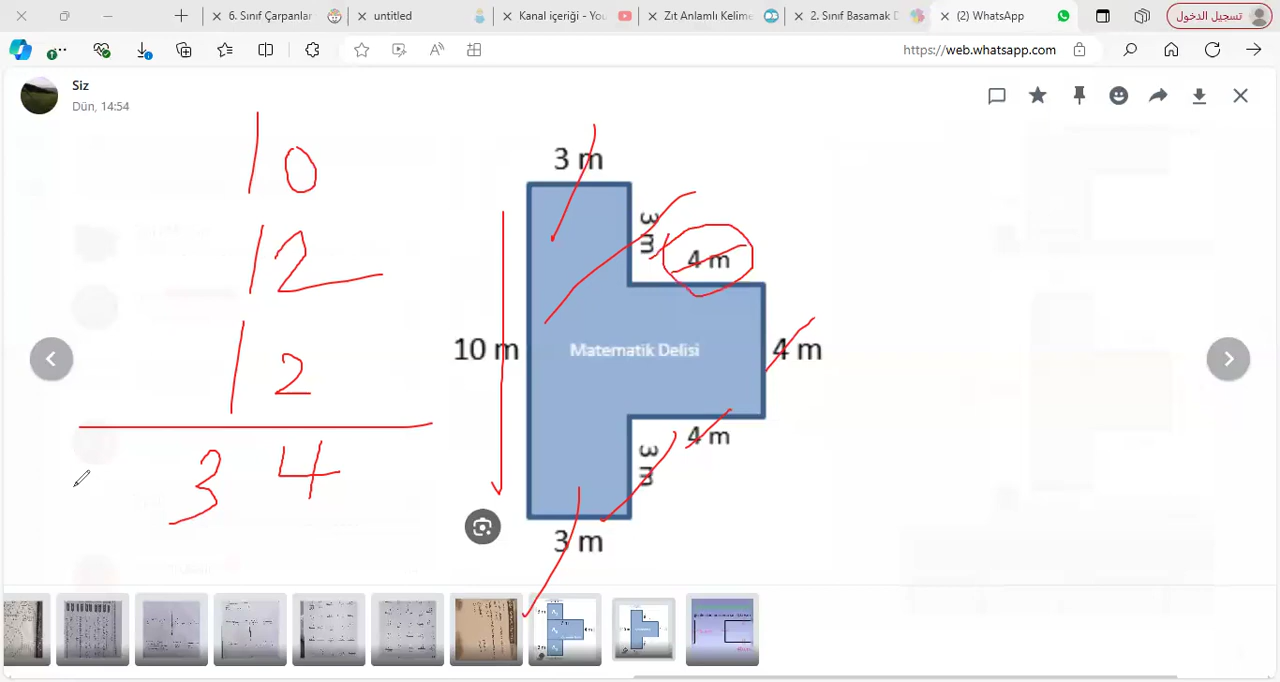 6. Sınıf Çarpanlar
untitled
Kanal içeriği - You
Zıt Anlamlı Kelime
2. Sınıf Basamak D
(2) WhatsApp
تسجيل الدخول
https://web.whatsapp.com
Siz
Dün, 14:54
10
12
12
34
3 m
3 m
4 m
10 m
Matematik Delisi
4 m
4 m
3 m
3 m